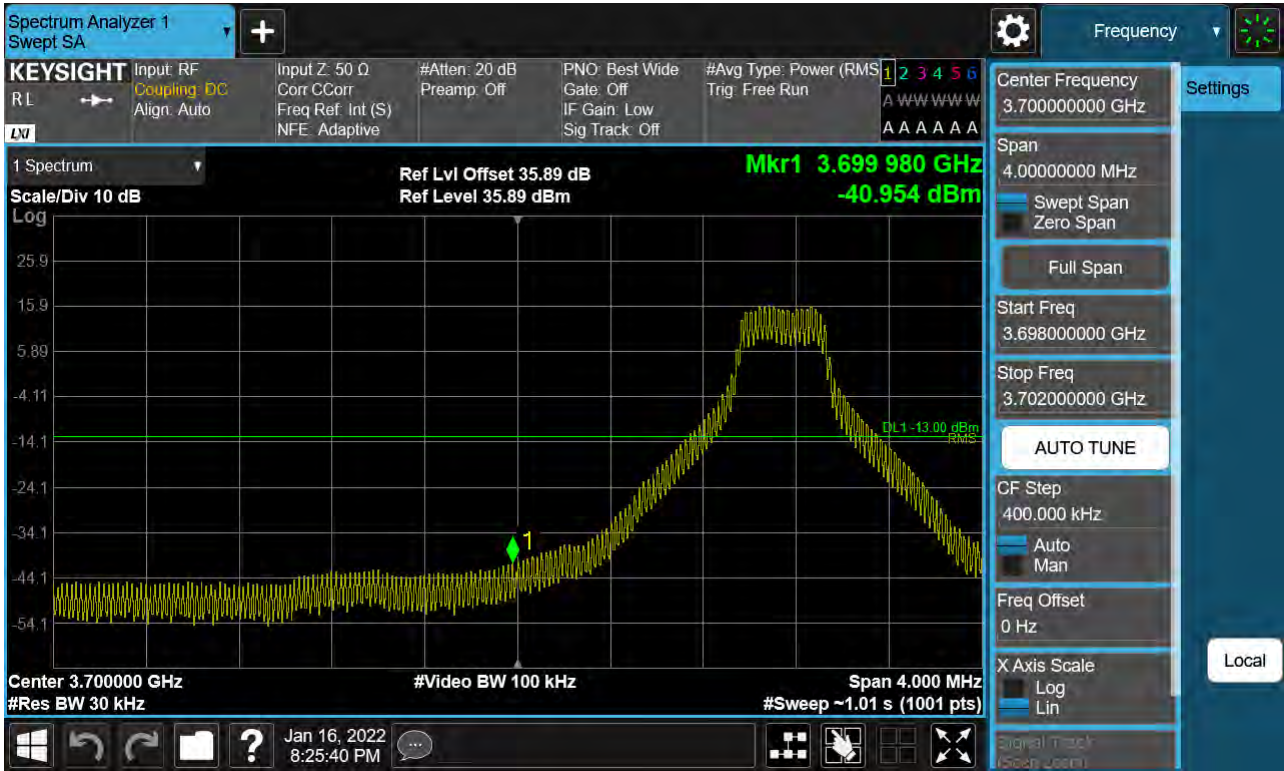 Spectrum Analyzer 1
Swept SA
Frequency
KEYSIGHT
RL
LXI
Input: RF
Coupling: DC
Align: Auto
Input Z: 50 Ω
Corr CCorr
Freq Ref: Int (S)
NFE: Adaptive
#Atten: 20 dB
Preamp: Off
PNO: Best Wide
Gate: Off
IF Gain: Low
Sig Track: Off
#Avg Type: Power (RMS
Trig: Free Run
1 2 3 4 5 6
A W W W W W
A A A A A A
1 Spectrum
Scale/Div 10 dB
Log
Ref Lvl Offset 35.89 dB
Ref Level 35.89 dBm
Mkr1 3.699 980 GHz
-40.954 dBm
25.9
15.9
5.89
-4.11
-14.1
-24.1
-34.1
-44.1
-54.1
DL1 -13.00 dBm
RMS
1
Center 3.700000 GHz
#Res BW 30 kHz
#Video BW 100 kHz
Span 4.000 MHz
#Sweep ~1.01 s (1001 pts)
Jan 16, 2022
8:25:40 PM
Center Frequency
3.700000000 GHz
Span
4.00000000 MHz
Swept Span
Zero Span
Full Span
Start Freq
3.698000000 GHz
Stop Freq
3.702000000 GHz
AUTO TUNE
CF Step
400.000 kHz
Auto
Man
Freq Offset
0 Hz
X Axis Scale
Log
Lin
Signal Track
(Span Zoom)
Settings
Local